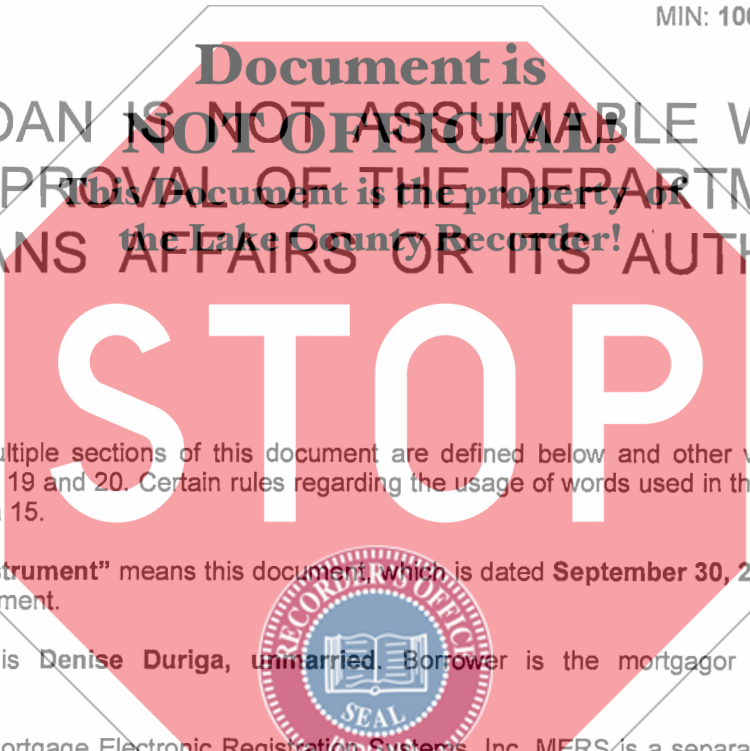 MIN: 100
Document is
OAN IS NOT ASSUMABLE W
NOT OFFICIAL!
PROVAL OF THE DEPARTM
This Document is the property of
the Lake County Recorder!
ANS AFFAIRS OR ITS AUTH
STOP
ultiple sections of this document are defined below and other
19 and 20. Certain rules regarding the usage of words used in th
15.
strument” means this document, which is dated September 30, 2
ment.
is Denise Duriga, unmarried. Borrower is the mortgagor
RECORDER'S OFFICE
SEAL
ortgage Electronic Registration Systems, Inc. MERS is a separa